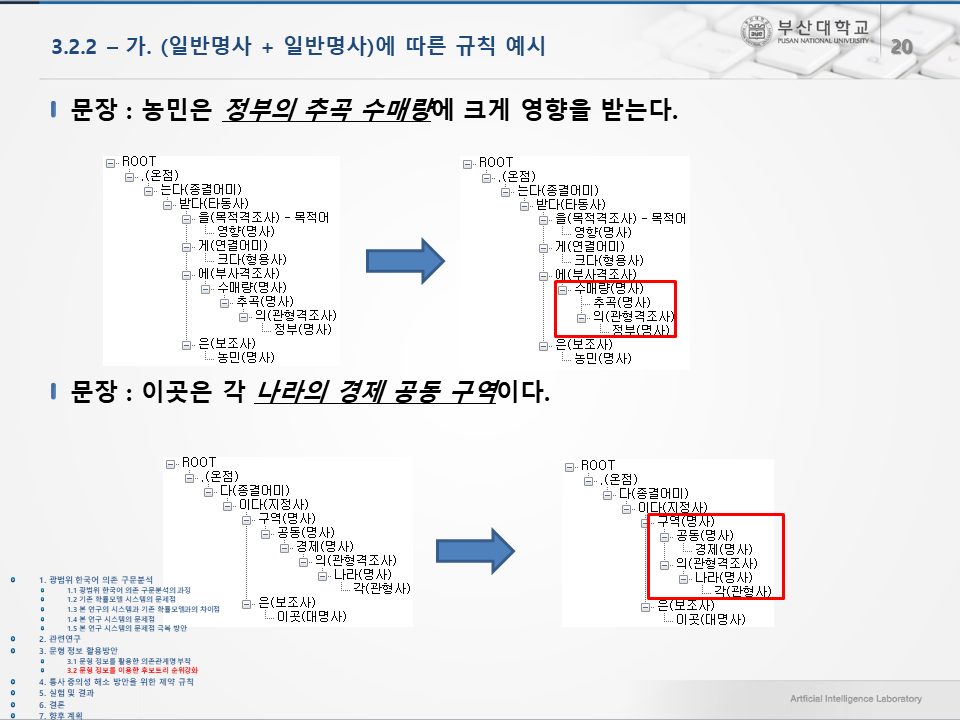 3.2.2 – 가. (일반명사 + 일반명사)에 따른 규칙 예시
부산대학교
PUSAN NATIONAL UNIVERSITY
20
문장 : 농민은 정부의 추곡 수매량에 크게 영향을 받는다.
ROOT
.(온점)
는다(종결어미)
받다(타동사)
을(목적격조사) - 목적어
영향(명사)
게(연결어미)
크다(형용사)
에(부사격조사)
수매량(명사)
추곡(명사)
의(관형격조사)
정부(명사)
은(보조사)
농민(명사)
ROOT
.(온점)
는다(종결어미)
받다(타동사)
을(목적격조사) - 목적어
영향(명사)
게(연결어미)
크다(형용사)
에(부사격조사)
수매량(명사)
추곡(명사)
의(관형격조사)
정부(명사)
은(보조사)
농민(명사)
문장 : 이곳은 각 나라의 경제 공동 구역이다.
ROOT
.(온점)
다(종결어미)
이다(지정사)
구역(명사)
공동(명사)
경제(명사)
의(관형격조사)
나라(명사)
각(관형사)
은(보조사)
이곳(대명사)
ROOT
.(온점)
다(종결어미)
이다(지정사)
구역(명사)
공동(명사)
경제(명사)
의(관형격조사)
나라(명사)
각(관형사)
은(보조사)
이곳(대명사)
1. 광범위 한국어 의존 구문분석
1.1 광범위 한국어 의존 구문분석의 과정
1.2 기존 확률모델 시스템의 문제점
1.3 본 연구의 시스템과 기존 확률모델과의 차이점
1.4 본 연구 시스템의 문제점
1.5 본 연구 시스템의 문제점 극복 방안
2. 관련연구
3. 문형 정보 활용방안
3.1 문형 정보를 활용한 의존관계명부착
3.2 문형 정보를 이용한 후보트리 순위강화
4. 통사 중의성 해소 방안을 위한 제약 규칙
5. 실험 및 결과
6. 결론
7. 향후 계획
Artficial Intelligence Laboratory